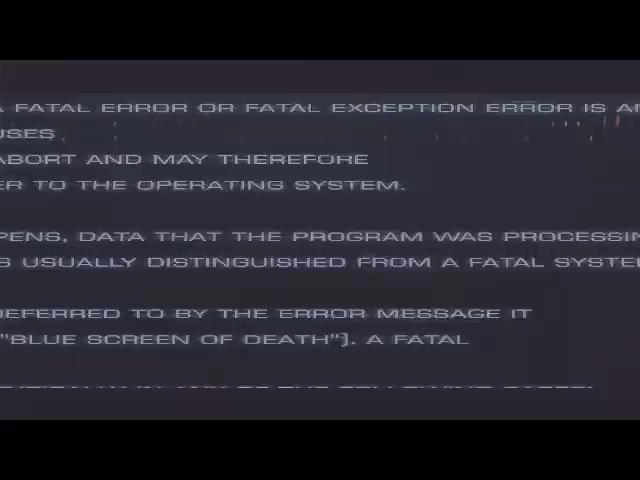 A FATAL ERROR OR FATAL EXCEPTION ERROR IS AN
USES
ABORT AND MAY THEREFORE
ER TO THE OPERATING SYSTEM.
PENS, DATA THAT THE PROGRAM WAS PROCESSIN
S USUALLY DISTINGUISHED FROM A FATAL SYSTE
REFERRED TO BY THE ERROR MESSAGE IT
"BLUE SCREEN OF DEATH"). A FATAL